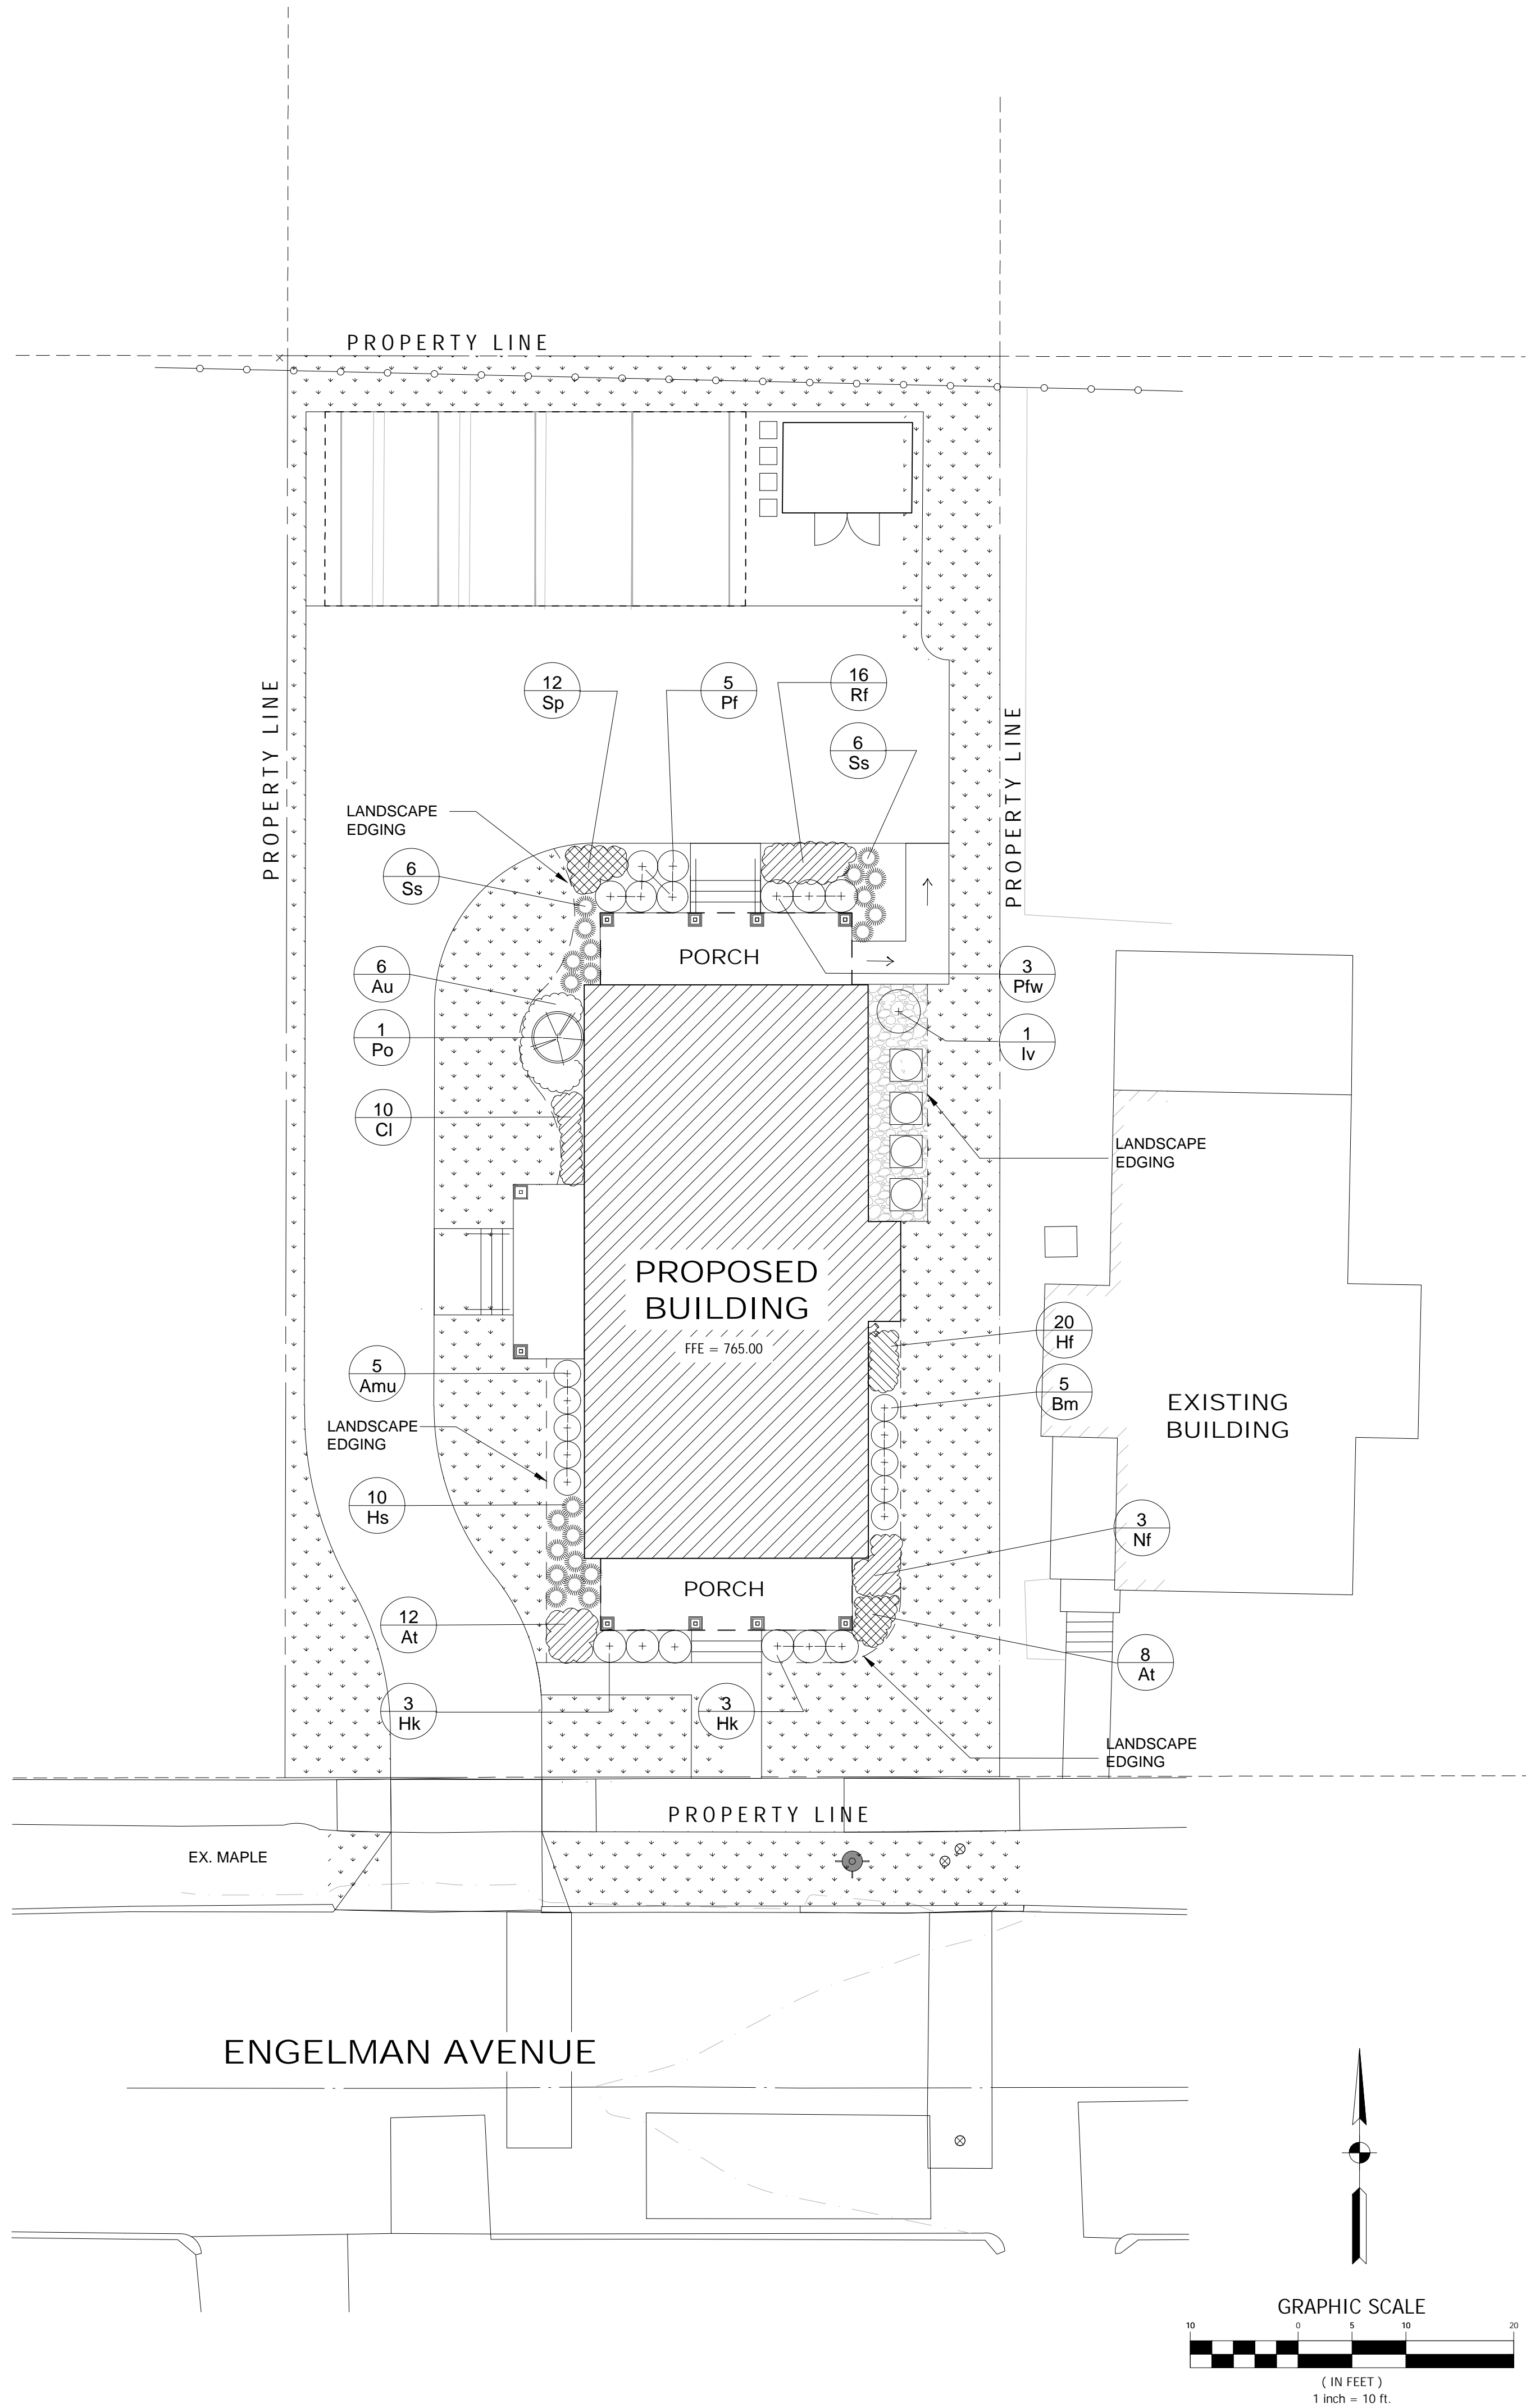 PROPERTY LINE
PROPERTY LINE
PROPERTY LINE
12
Sp
5
Pf
16
Rf
6
Ss
LANDSCAPE
EDGING
6
Ss
PORCH
6
Au
3
Pfw
1
Po
1
Iv
10
Cl
LANDSCAPE
EDGING
PROPOSED
BUILDING
FFE = 765.00
20
Hf
5
Amu
5
Bm
EXISTING
BUILDING
LANDSCAPE
EDGING
10
Hs
3
Nf
PORCH
12
At
8
At
3
Hk
3
Hk
LANDSCAPE
EDGING
PROPERTY LINE
EX. MAPLE
ENGELMAN AVENUE
GRAPHIC SCALE
10 0 5 10 20
( IN FEET )
1 inch = 10 ft.